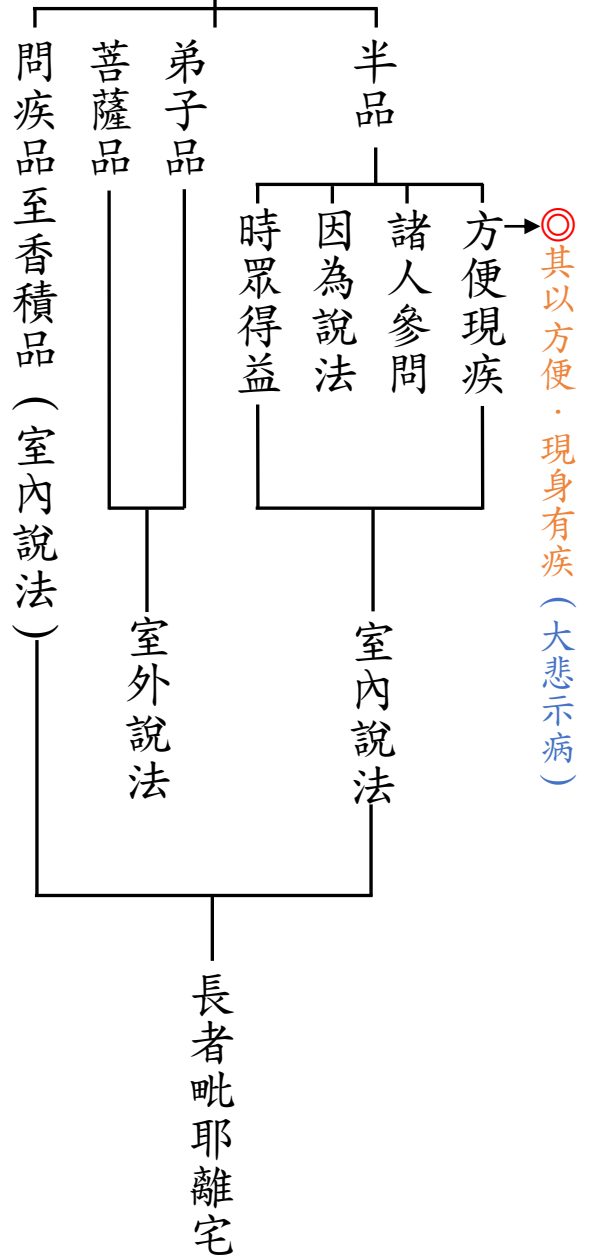 ◎其以方便．現身有疾（大悲示病）
半品
方便現疾
諸人參問
因為說法
時眾得益
室內說法
弟子品
菩薩品
室外說法
問疾品至香積品（室內說法）
長者毗耶離宅